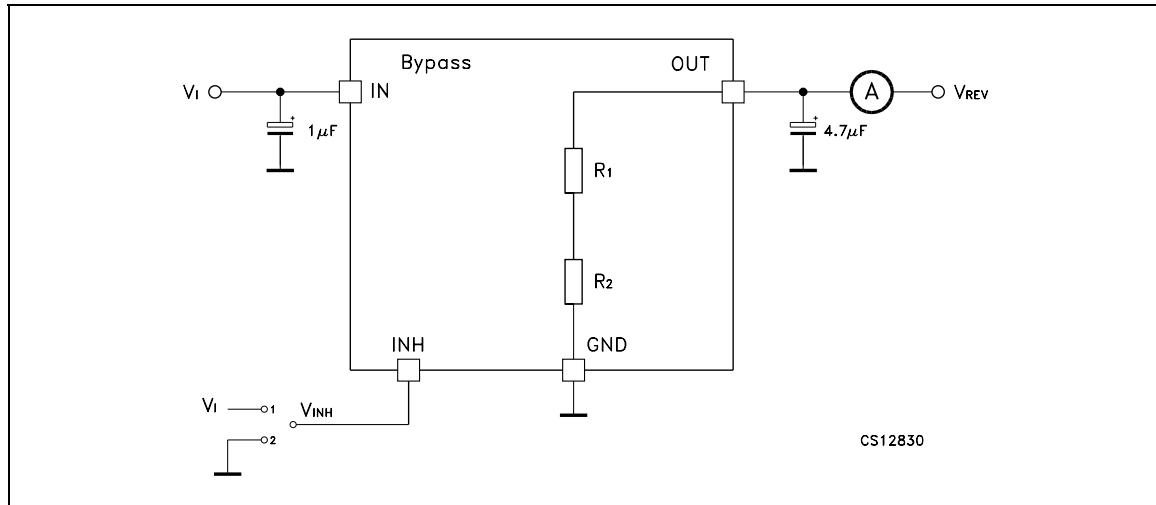 Bypass
OUT
VI
IN
A
VREV
1µF
4.7µF
R1
R2
INH
GND
VI
1
VINH
2
CS12830